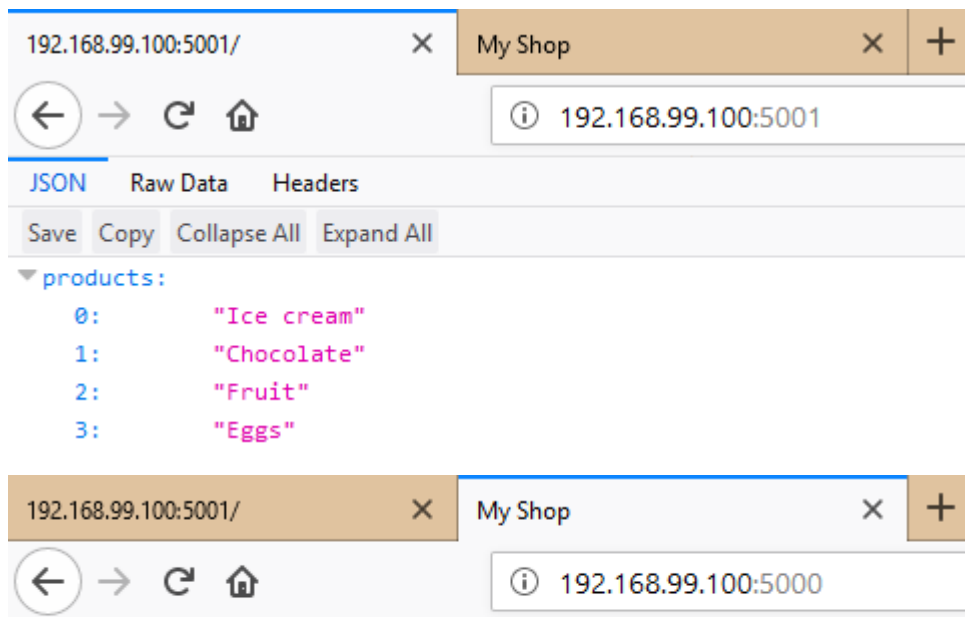 192.168.99.100:5001/ My Shop
192.168.99.100:5001
JSON Raw Data Headers
Save Copy Collapse All Expand All
products:
0: "Ice cream"
1: "Chocolate"
2: "Fruit"
3: "Eggs"
192.168.99.100:5001/ My Shop
192.168.99.100:5000